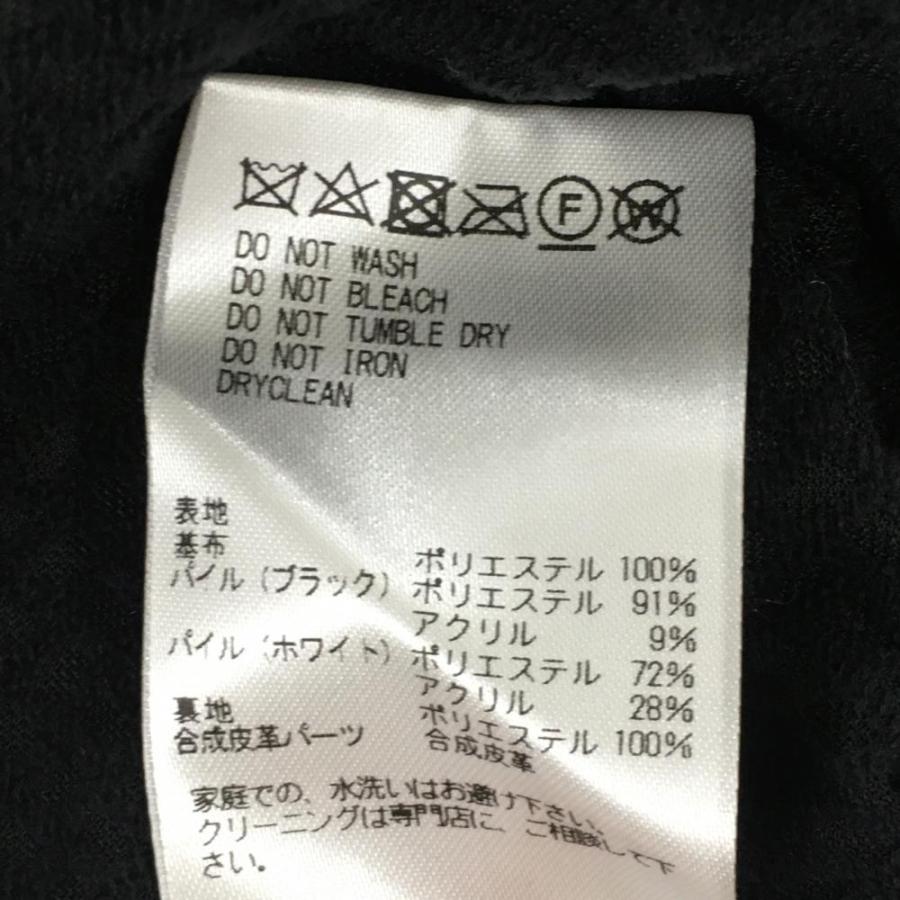 F W
DO NOT WASH
DO NOT BLEACH
DO NOT TUMBLE DRY
DO NOT IRON
DRYCLEAN
表地
基布 ポリエステル 100%
パイル(ブラック) ポリエステル 91%
アクリル 9%
パイル(ホワイト) ポリエステル 72%
アクリル 28%
裏地 ポリエステル 100%
合成皮革パーツ 合成皮革
家庭での、水洗いはお避け下さい。
クリーニングは専門店に、ご相談して下
さい。